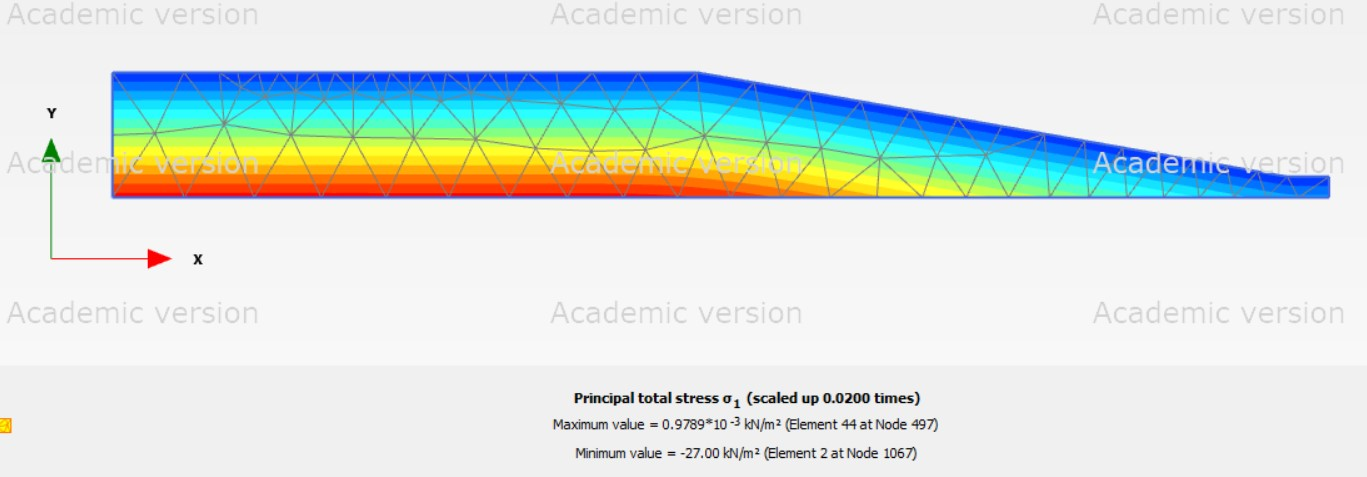 Academic version Academic version Academic version
Y
Academic version Academic version Academic version
X
Academic version Academic version Academic version
Principal total stress σ1 (scaled up 0.0200 times)
Maximum value = 0.9789*10 -3 kN/m² (Element 44 at Node 497)
Minimum value = -27.00 kN/m² (Element 2 at Node 1067)